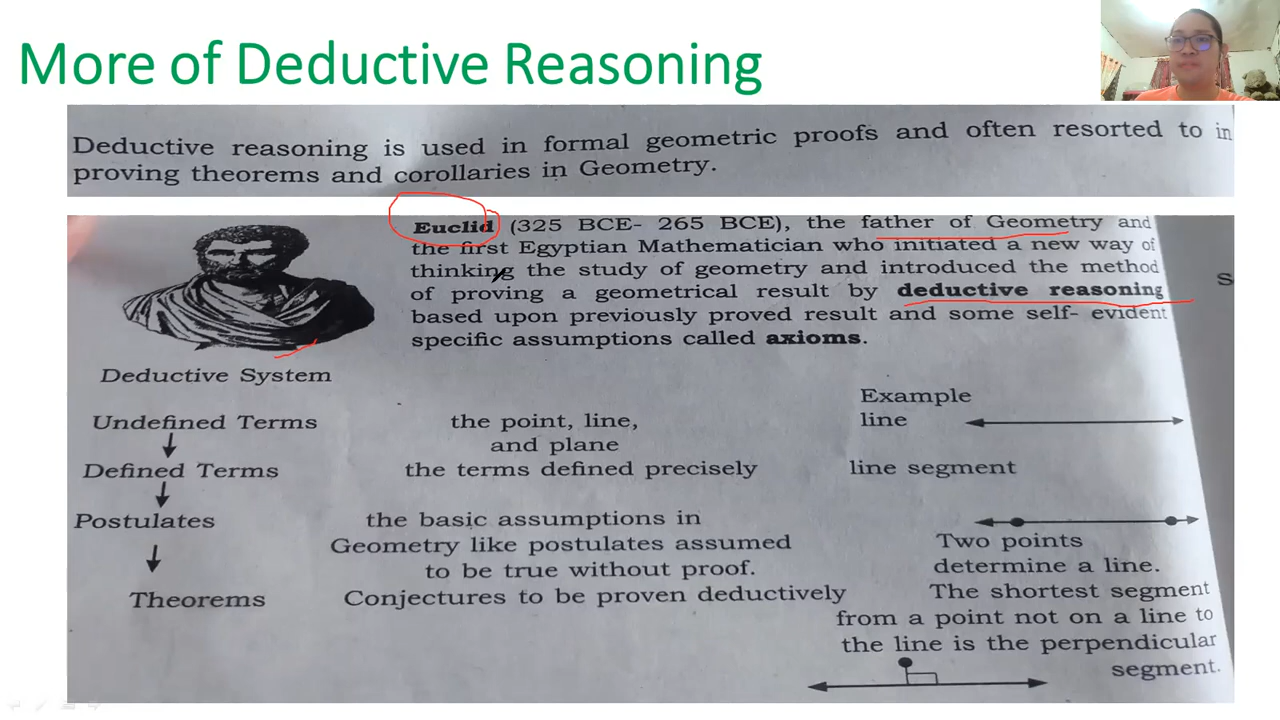 More of Deductive Reasoning
Deductive reasoning is used in formal geometric proofs and often resorted to in
proving theorems and corollaries in Geometry.
Euclid (325 BCE- 265 BCE), the father of Geometry and
the first Egyptian Mathematician who initiated a new way of
thinking the study of geometry and introduced the method
of proving a geometrical result by deductive reasoning
based upon previously proved result and some self- evident
specific assumptions called axioms.
Deductive System
Example
Undefined Terms the point, line, line
and plane
Defined Terms the terms defined precisely line segment
Postulates the basic assumptions in
Geometry like postulates assumed Two points
to be true without proof. determine a line.
Theorems Conjectures to be proven deductively The shortest segment
from a point not on a line to
the line is the perpendicular
segment.